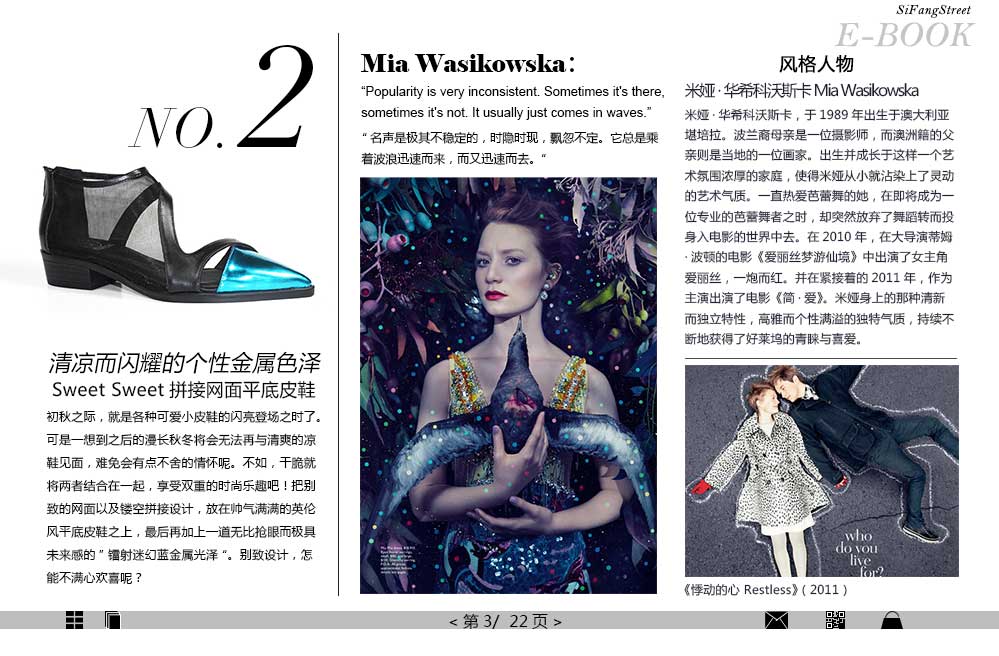 SiFangStreet
E-BOOK
NO.2
清凉而闪耀的个性金属色泽
Sweet Sweet 拼接网面平底皮鞋
初秋之际，就是各种可爱小皮鞋的闪亮登场之时了。
可是一想到之后的漫长秋冬将会无法再与清爽的凉
鞋见面，难免会有点不舍的情怀呢。不如，干脆就
将两者结合在一起，享受双重的时尚乐趣吧！把别
致的网面以及镂空拼接设计，放在帅气满满的英伦
风平底皮鞋之上，最后再加上一道无比抢眼而极具
未来感的＂镭射迷幻蓝金属光泽＂。别致设计，怎
能不满心欢喜呢？
Mia Wasikowska:
“Popularity is very inconsistent. Sometimes it's there,
sometimes it's not. It usually just comes in waves.”
“ 名声是极其不稳定的，时隐时现，飘忽不定。它总是乘
着波浪迅速而来，而又迅速而去。“
风格人物
米娅 · 华希科沃斯卡 Mia Wasikowska
米娅 · 华希科沃斯卡，于 1989 年出生于澳大利亚
堪培拉。波兰裔母亲是一位摄影师，而澳洲籍的父
亲则是当地的一位画家。出生并成长于这样一个艺
术氛围浓厚的家庭，使得米娅从小就沾染上了灵动
的艺术气质。一直热爱芭蕾舞的她，在即将成为一
位专业的芭蕾舞者之时，却突然放弃了舞蹈转而投
身入电影的世界中去。在 2010 年，在大导演蒂姆
· 波顿的电影《爱丽丝梦游仙境》中出演了女主角
爱丽丝，一炮而红。并在紧接着的 2011 年，作为
主演出演了电影《简 · 爱》。米娅身上的那种清新
而独立特性，高雅而个性满溢的独特气质，持续不
断地获得了好莱坞的青睐与喜爱。
who
do you
live
for?
《悸动的心 Restless》( 2011 )
< 第 3/ 22 页 >